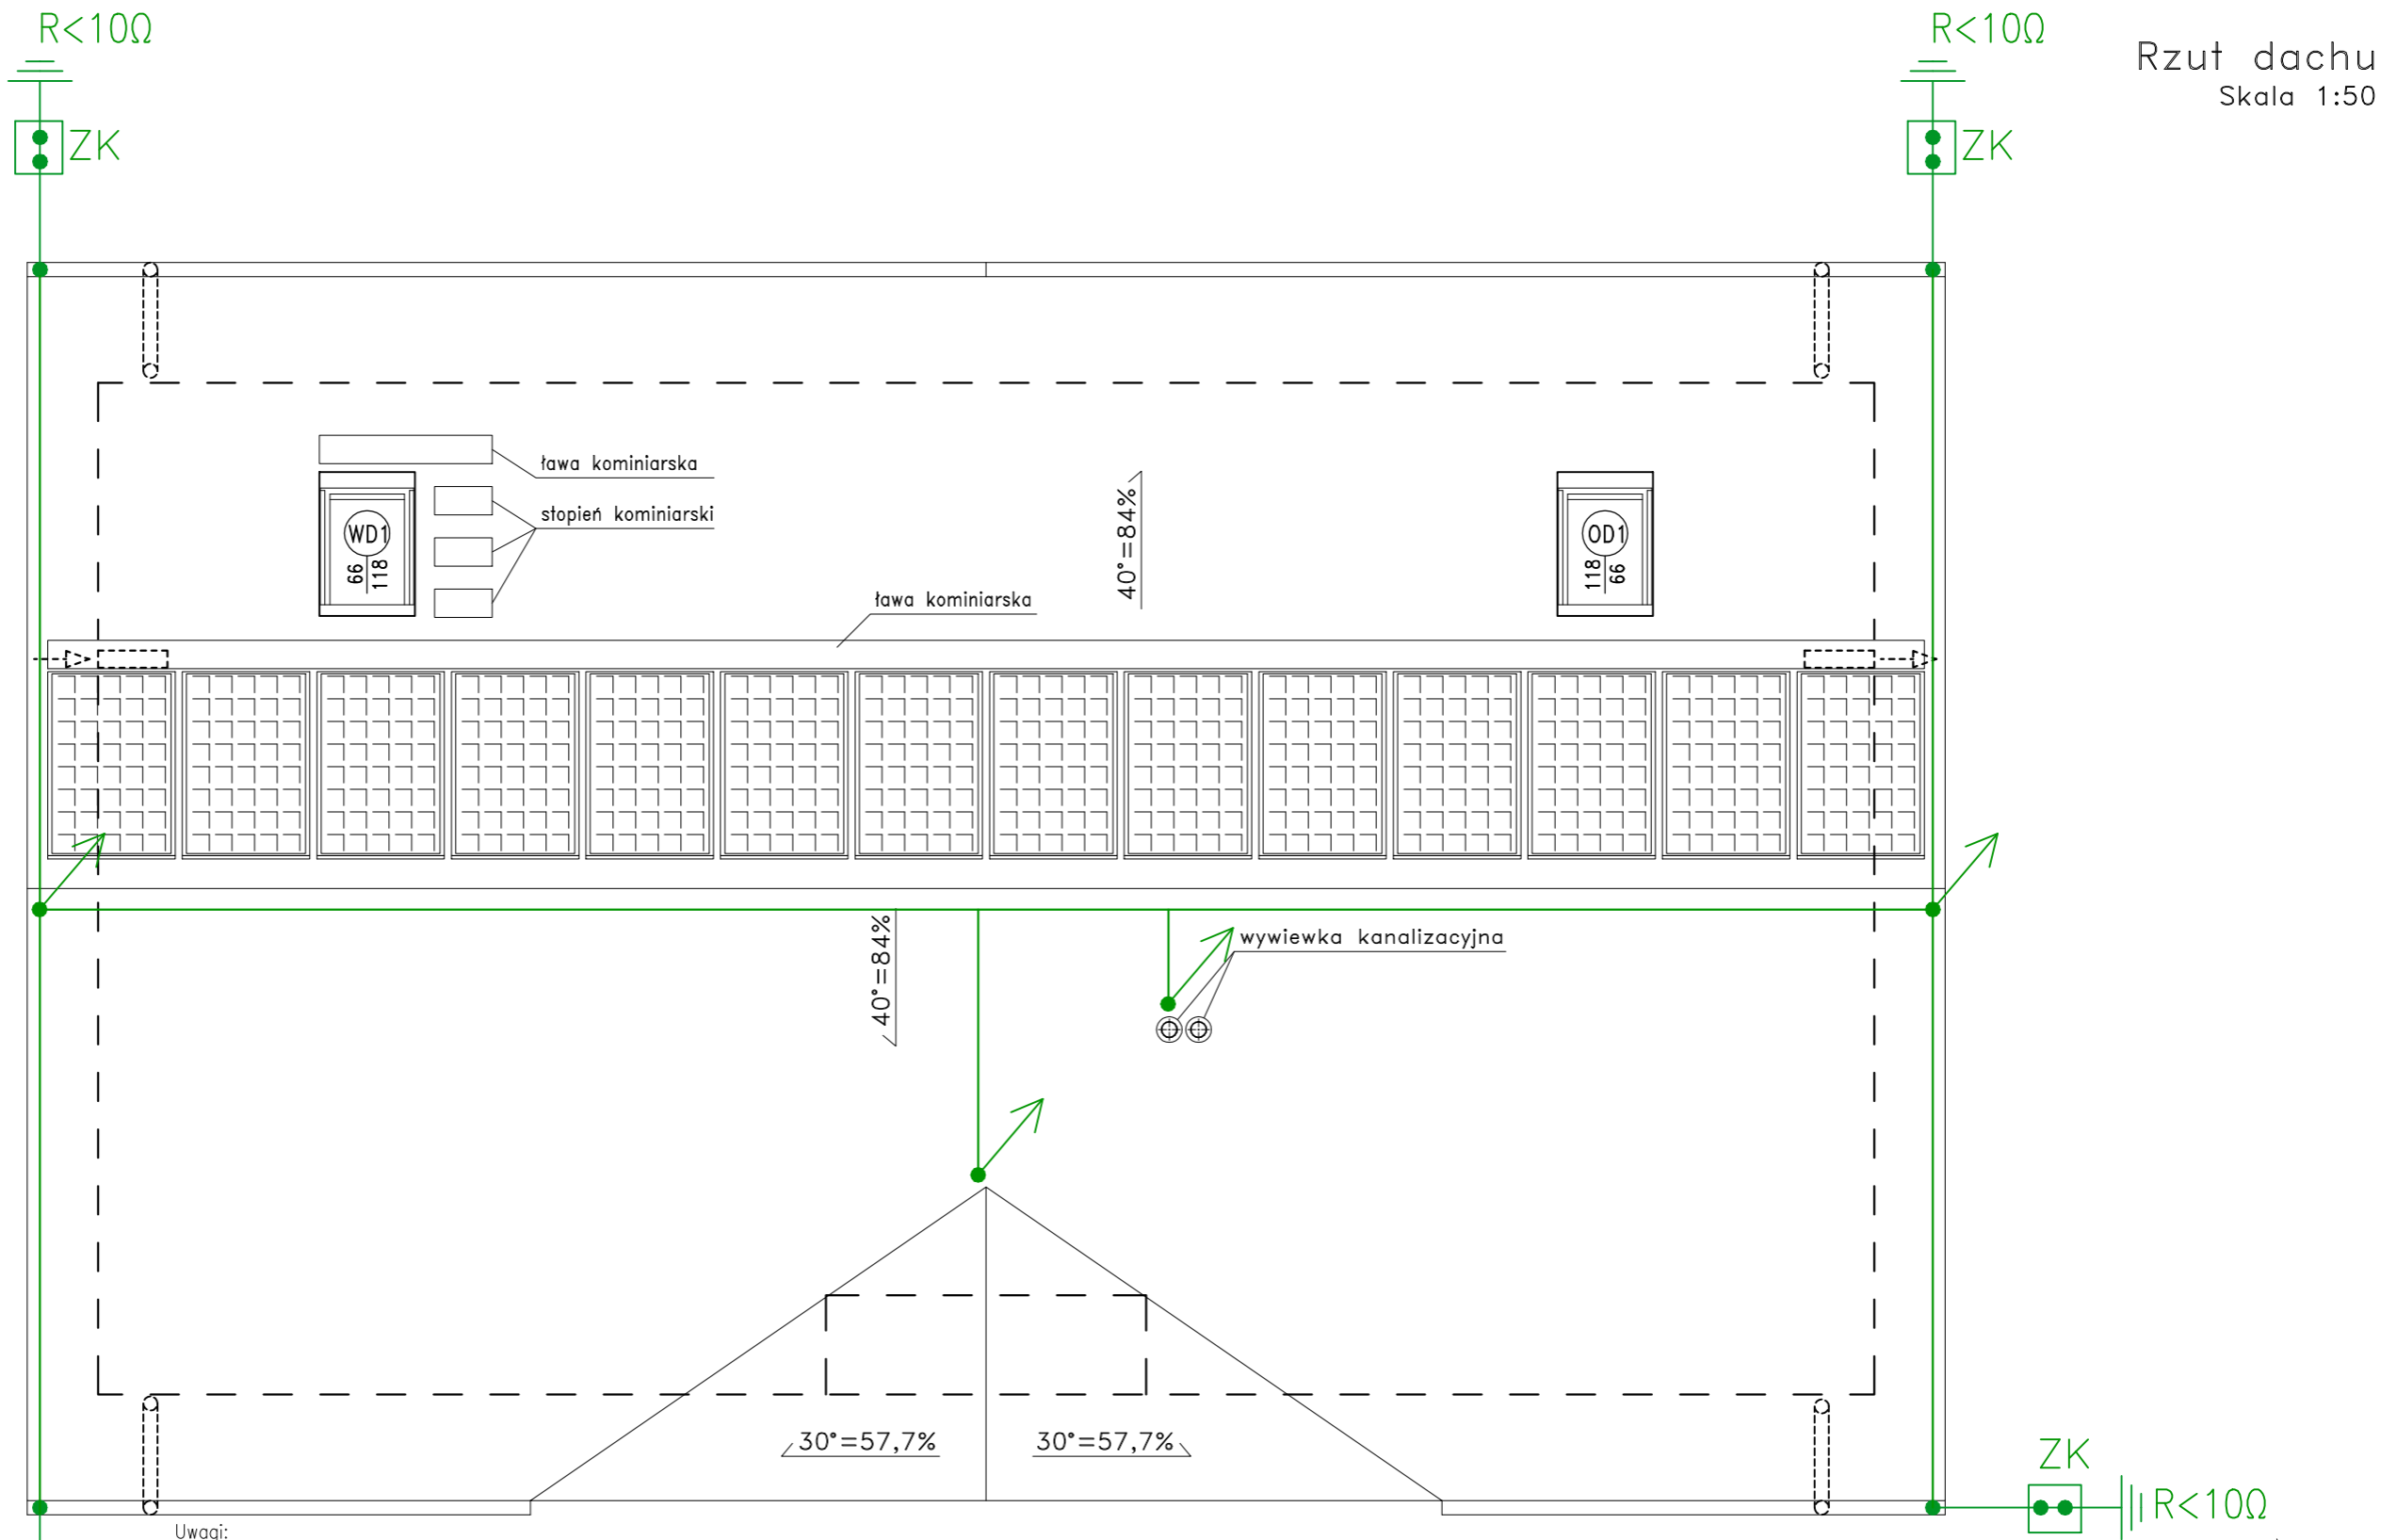 R<10Ω
R<10Ω
Rzut dachu
Skala 1:50
ZK
ZK
ława kominiarska
stopień kominiarski
WD1
66
118
40°=84%
OD1
118
66
ława kominiarska
40°=84%
wywiewka kanalizacyjna
30°=57,7%
30°=57,7%
ZK
R<10Ω
Uwagi: